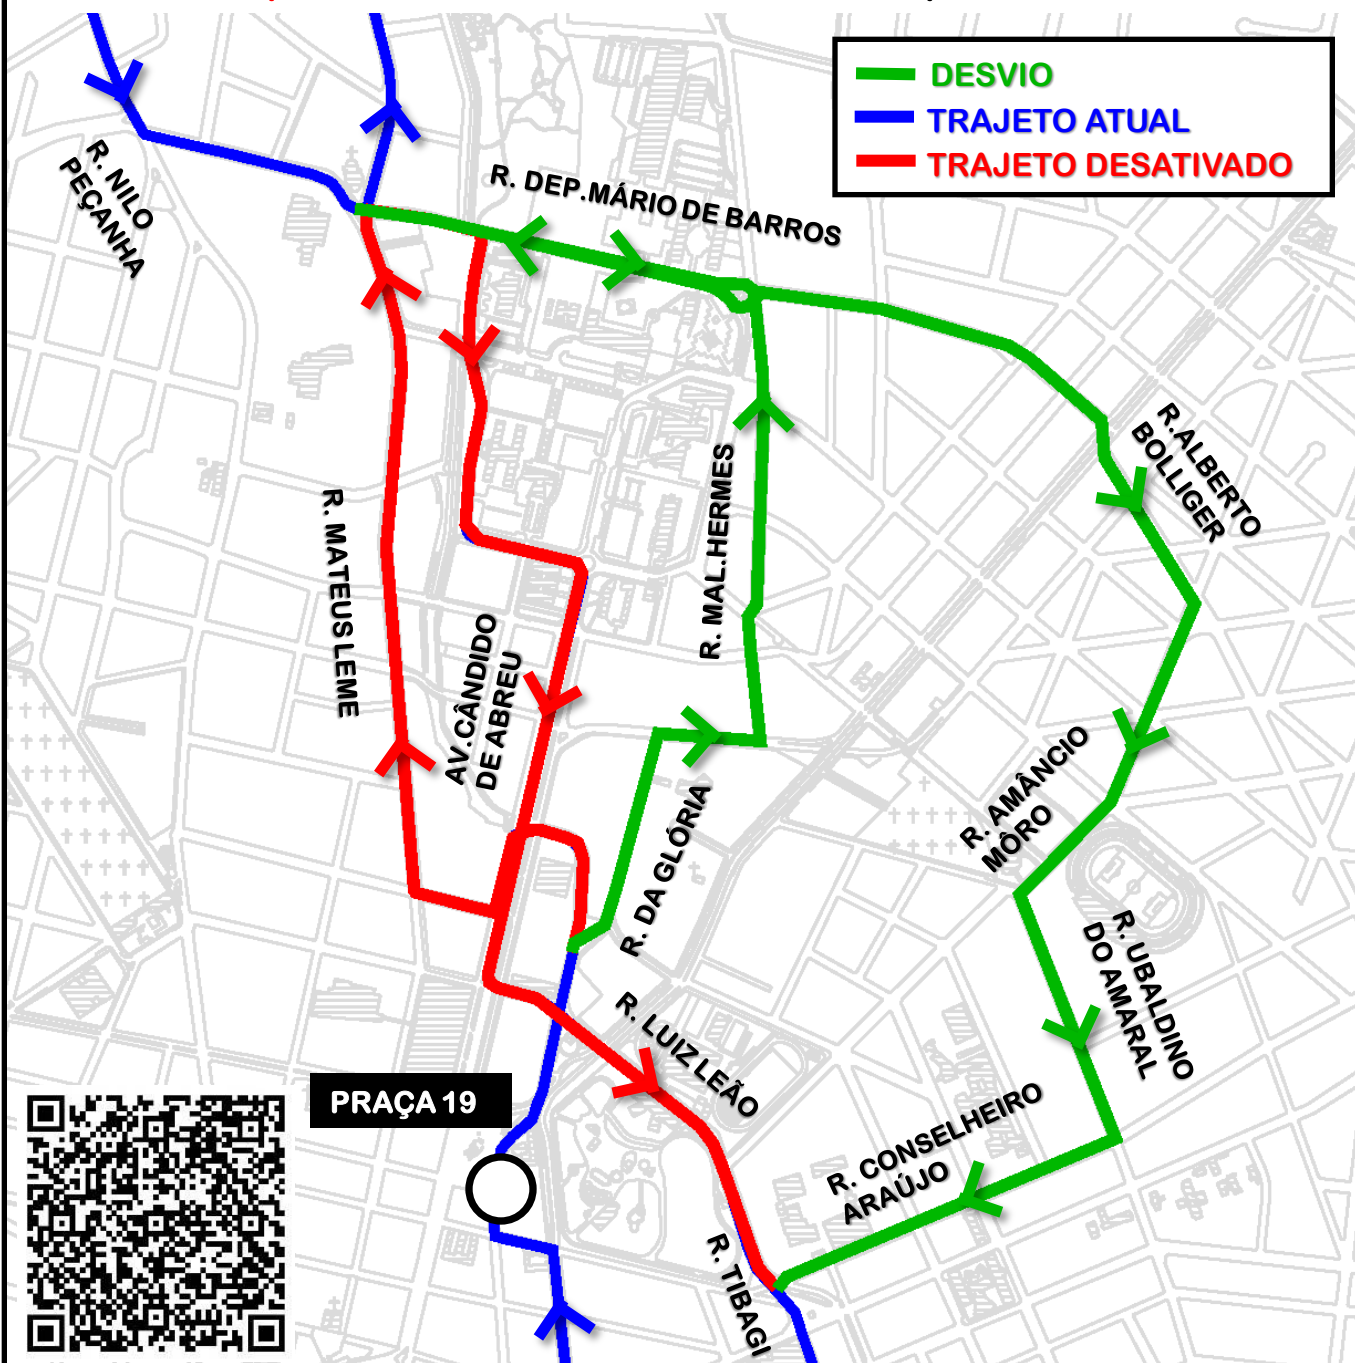 DESVIO
TRAJETO ATUAL
TRAJETO DESATIVADO
R. NILO
PEÇANHA
R. DEP.MÁRIO DE BARROS
R.ALBERTO
BOLLIGER
R. MAL.HERMES
R. MATEUS LEME
AV.CÂNDIDO
DE ABREU
R. AMÂNCIO
MÔRO
R. DA GLÓRIA
R. UBALDINO
DO AMARAL
R. LUIZ LEÃO
PRAÇA 19
R. CONSELHEIRO
ARAÚJO
R. TIBAGI